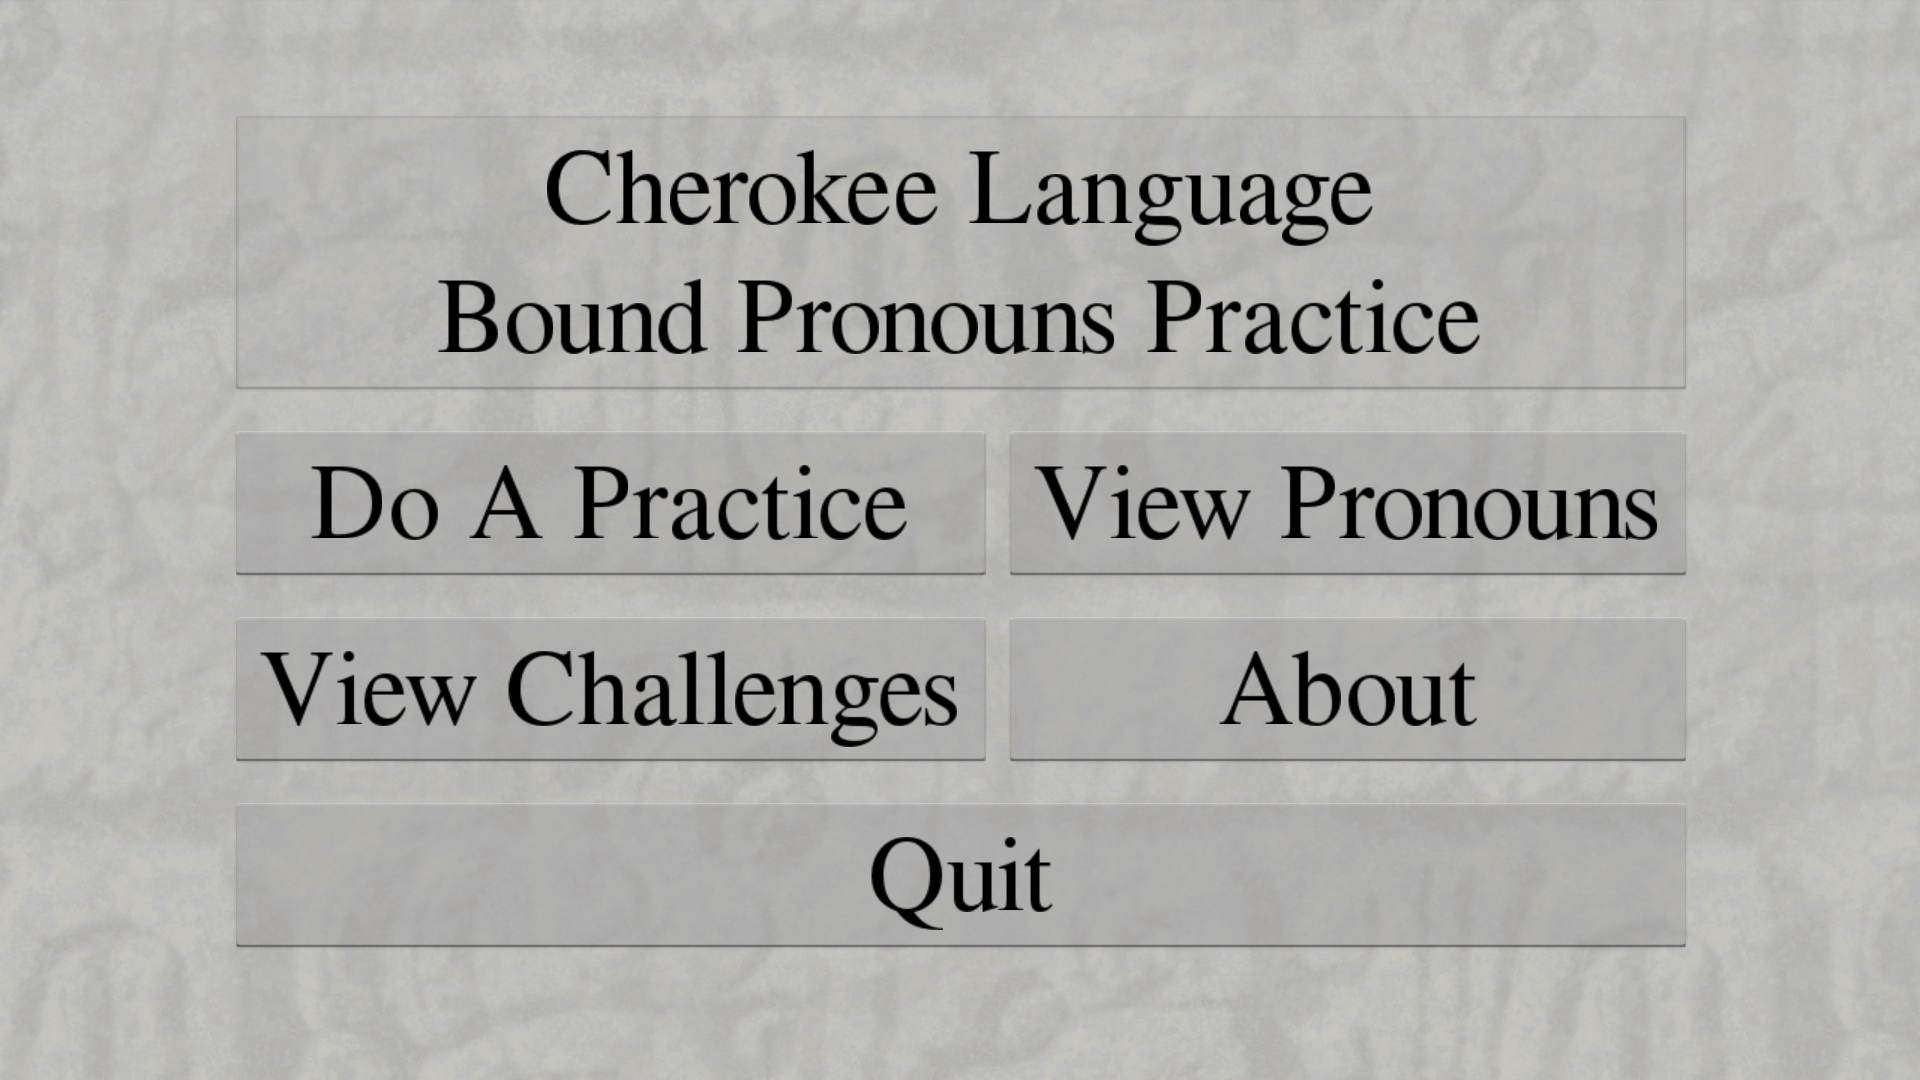 Cherokee Language
Bound Pronouns Practice
Do A Practice
View Pronouns
View Challenges
About
Quit